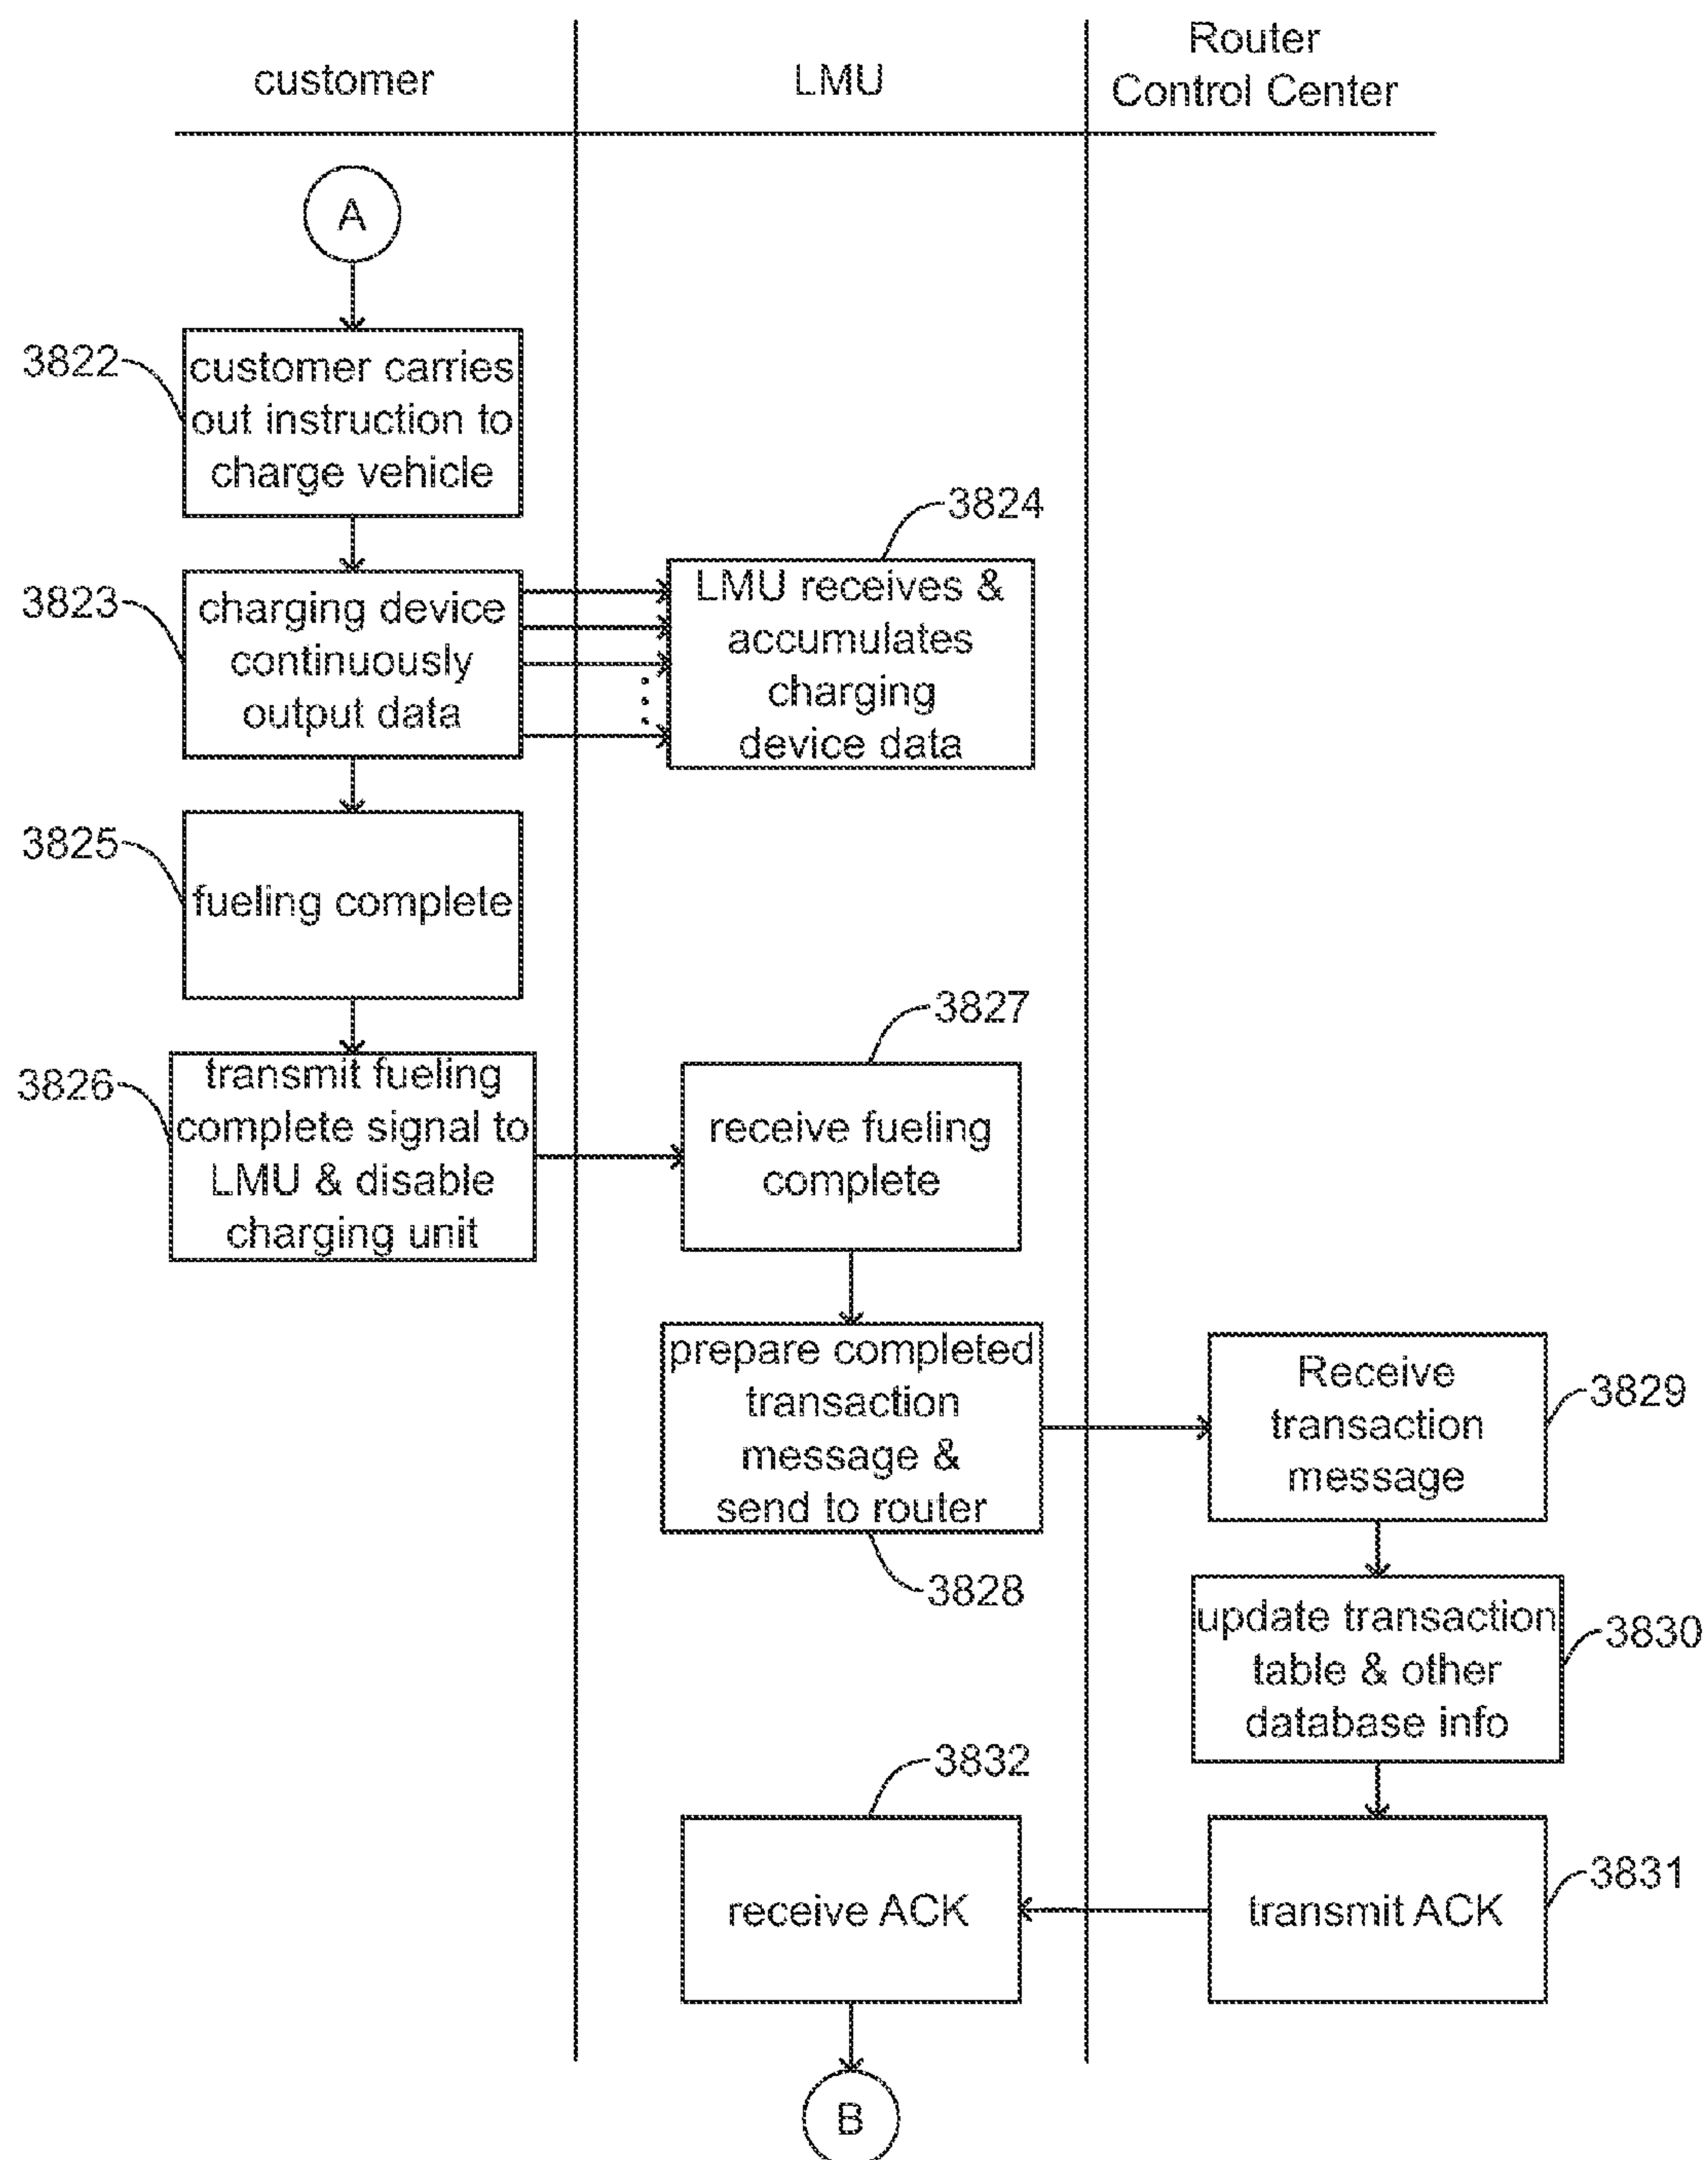 customer
LMU
Router
Control Center
A
3822
customer carries
out instruction to
charge vehicle
3823
charging device
continuously
output data
3824
LMU receives &
accumulates
charging
device data
3825
fueling complete
3826
transmit fueling
complete signal to
LMU & disable
charging unit
3827
receive fueling
complete
prepare completed
transaction
message &
send to router
3828
Receive
transaction
message
3829
update transaction
table & other
database info
3830
transmit ACK
3831
3832
receive ACK
B